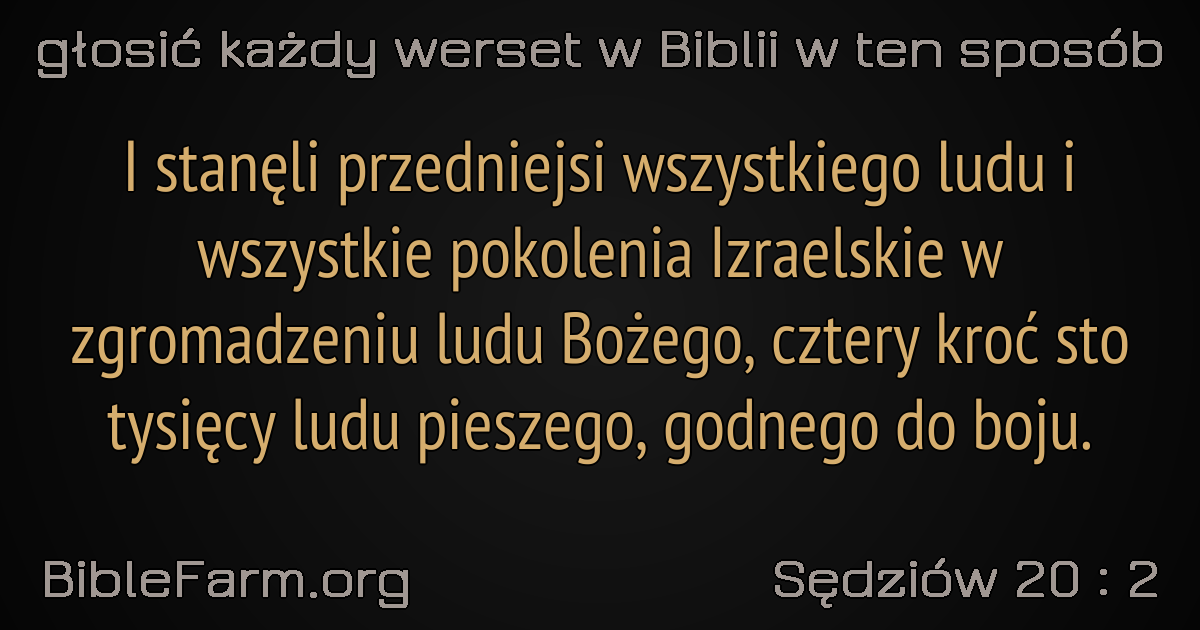 głosić każdy werset w Biblii w ten sposób
I stanęli przedniejsi wszystkiego ludu i
wszystkie pokolenia Izraelskie w
zgromadzeniu ludu Bożego, cztery kroć sto
tysięcy ludu pieszego, godnego do boju.
BibleFarm.org
Sędziów 20 : 2